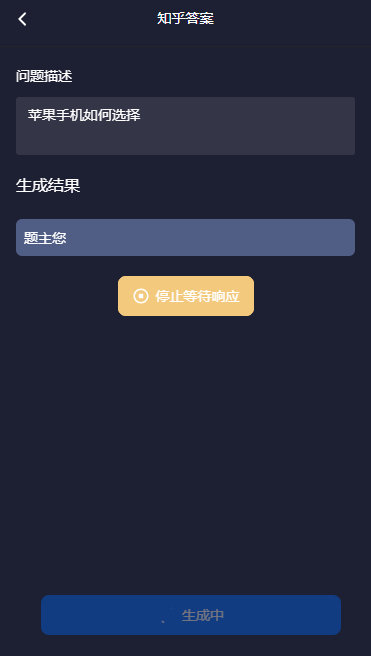 知乎答案
问题描述
苹果手机如何选择
生成结果
题主您
停止等待响应
生成中